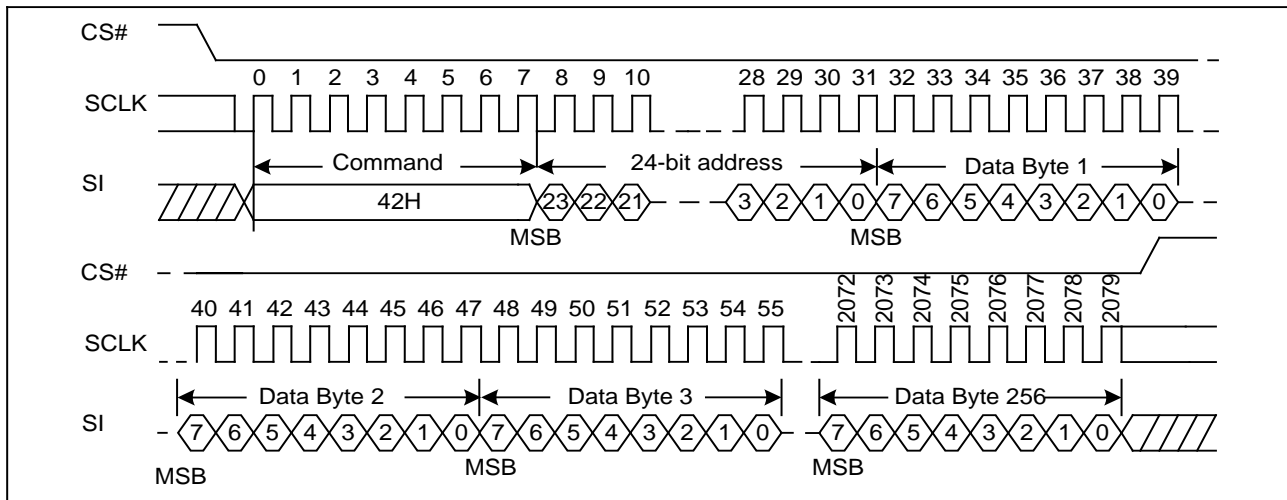 CS#
0 1 2 3 4 5 6 7 8 9 10 28 29 30 31 32 33 34 35 36 37 38 39
SCLK
Command 24-bit address Data Byte 1
SI
42H 23 22 21 3 2 1 0 7 6 5 4 3 2 1 0
MSB MSB
CS#
40 41 42 43 44 45 46 47 48 49 50 51 52 53 54 55 2072 2073 2074 2075 2076 2077 2078 2079
SCLK
Data Byte 2 Data Byte 3 Data Byte 256
SI
7 6 5 4 3 2 1 0 7 6 5 4 3 2 1 0 7 6 5 4 3 2 1 0
MSB MSB MSB